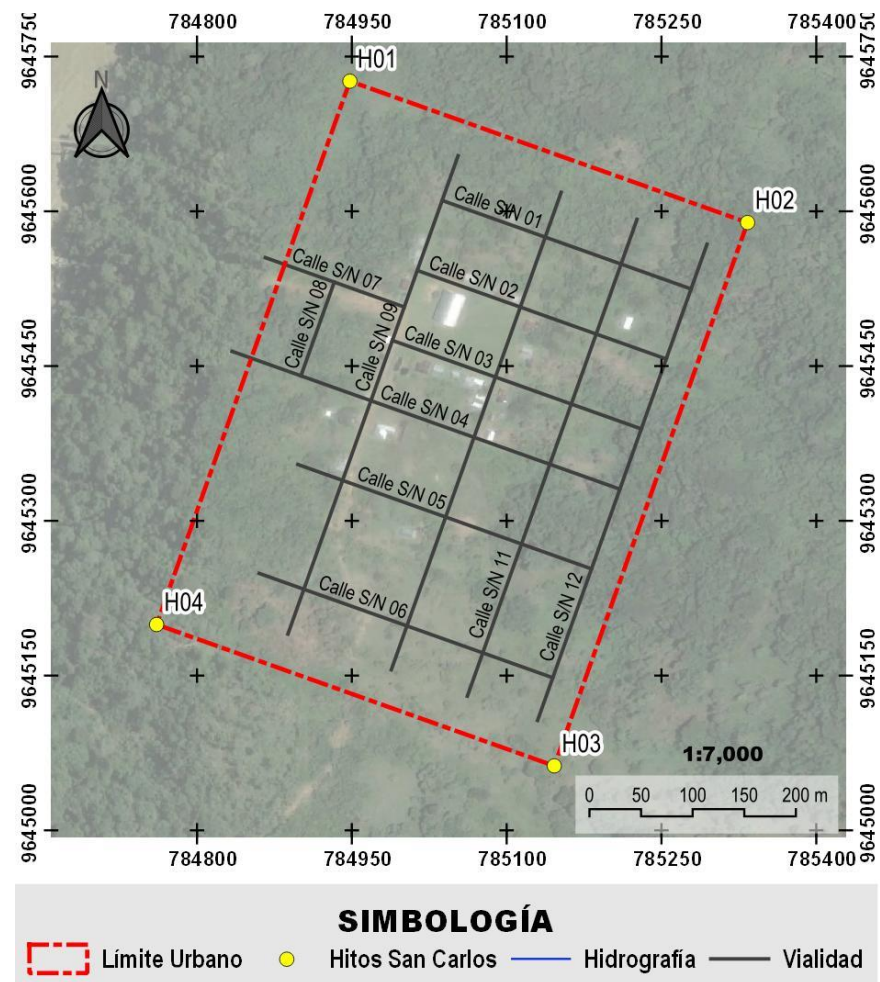 784800 784950 785100 785250 785400
9645750 9645750
N
H01
H02
9645600 9645600
Calle S/N 01
Calle S/N 07
Calle S/N 02
Calle S/N 08
Calle S/N 09
Calle S/N 03
9645450 9645450
Calle S/N 04
Calle S/N 05
9645300 9645300
Calle S/N 11
Calle S/N 12
H04
Calle S/N 06
9645150 9645150
H03
1:7,000
0 50 100 150 200 m
9645000 9645000
784800 784950 785100 785250 785400
SIMBOLOGÍA
Límite Urbano Hitos San Carlos Hidrografía Vialidad